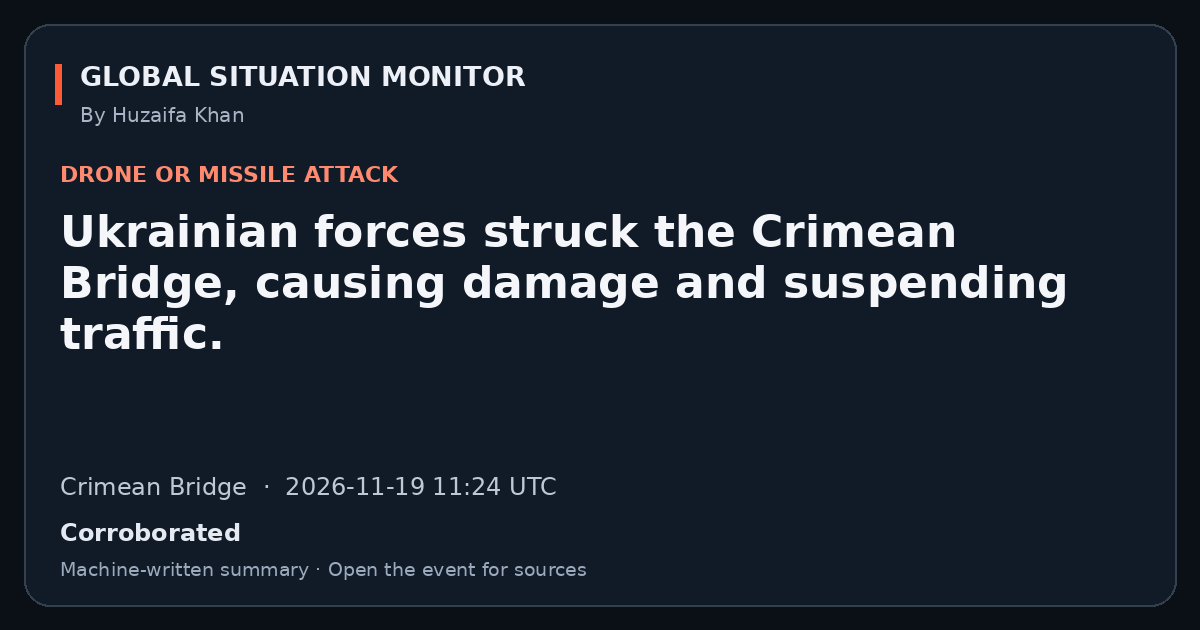 GLOBAL SITUATION MONITOR
By Huzaifa Khan
DRONE OR MISSILE ATTACK
Ukrainian forces struck the Crimean
Bridge, causing damage and suspending
traffic.
Crimean Bridge · 2026-11-19 11:24 UTC
Corroborated
Machine-written summary · Open the event for sources